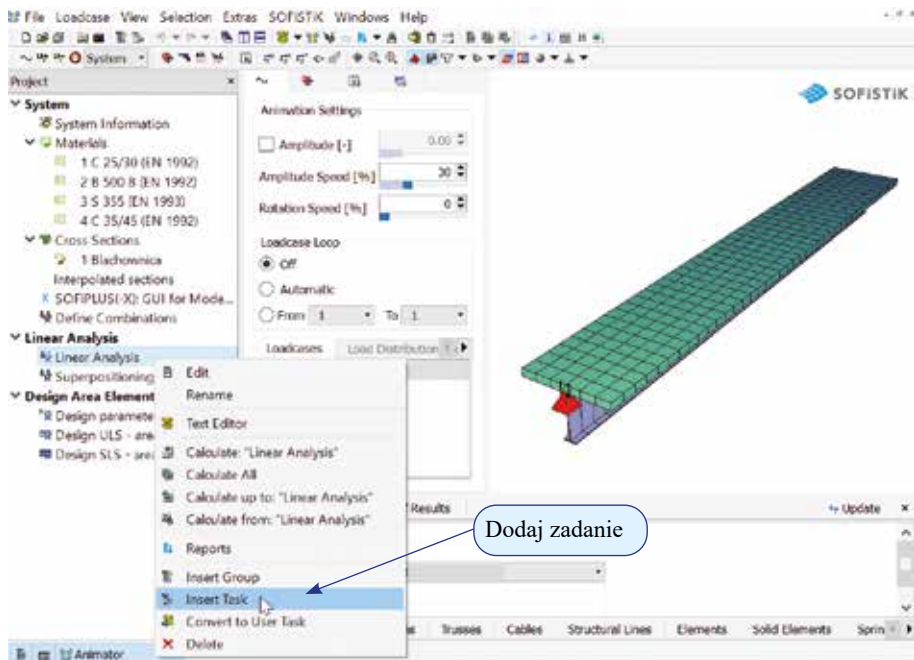 File Loadcase View Selection Extras SOFiSTiK Windows Help
System
Project
SOFiSTiK
System
System Information
Materials
1 C 25/30 (EN 1992)
2 B 500 B (EN 1992)
3 S 355 (EN 1993)
4 C 35/45 (EN 1992)
Cross Sections
1 Blachownica
Interpolated sections
SOFiPLUS(-X): GUI for Mode...
Define Combinations
Linear Analysis
Linear Analysis
Superpositioning
Design Area Element
Design paramete
Design ULS - are
Design SLS - are
Animation Settings
Amplitude [-] 0.00
Amplitude Speed [%] 30
Rotation Speed [%] 0
Loadcase Loop
Off
Automatic
From 1 To 1
Loadcases Load Distribution
Edit
Rename
Text Editor
Calculate: "Linear Analysis"
Calculate All
Calculate up to: "Linear Analysis"
Calculate from: "Linear Analysis"
Reports
Insert Group
Insert Task
Convert to User Task
Delete
Results
Update
Dodaj zadanie
Trusses Cables Structural Lines Elements Solid Elements Sprin
Animator